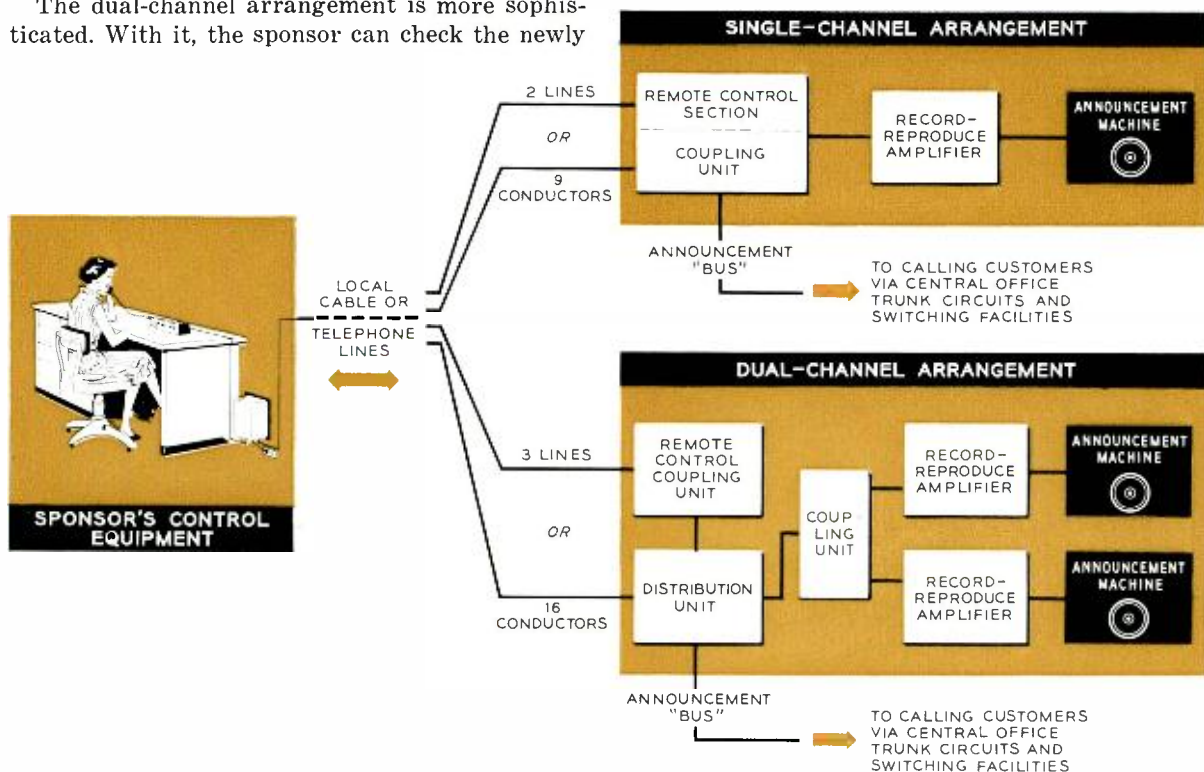 The dual-channel arrangement is more sophis-
ticated. With it, the sponsor can check the newly
SPONSOR'S CONTROL
EQUIPMENT
LOCAL
CABLE OR
TELEPHONE
LINES
2 LINES
OR
9
CONDUCTORS
SINGLE-CHANNEL ARRANGEMENT
REMOTE CONTROL
SECTION
COUPLING
UNIT
RECORD-
REPRODUCE
AMPLIFIER
ANNOUNCEMENT
MACHINE
ANNOUNCEMENT
"BUS"
TO CALLING CUSTOMERS
VIA CENTRAL OFFICE
TRUNK CIRCUITS AND
SWITCHING FACILITIES
3 LINES
OR
16
CONDUCTORS
DUAL-CHANNEL ARRANGEMENT
REMOTE
CONTROL
COUPLING
UNIT
DISTRIBUTION
UNIT
COUP-
LING
UNIT
RECORD-
REPRODUCE
AMPLIFIER
ANNOUNCEMENT
MACHINE
RECORD-
REPRODUCE
AMPLIFIER
ANNOUNCEMENT
MACHINE
ANNOUNCEMENT
"BUS"
TO CALLING CUSTOMERS
VIA CENTRAL OFFICE
TRUNK CIRCUITS AND
SWITCHING FACILITIES